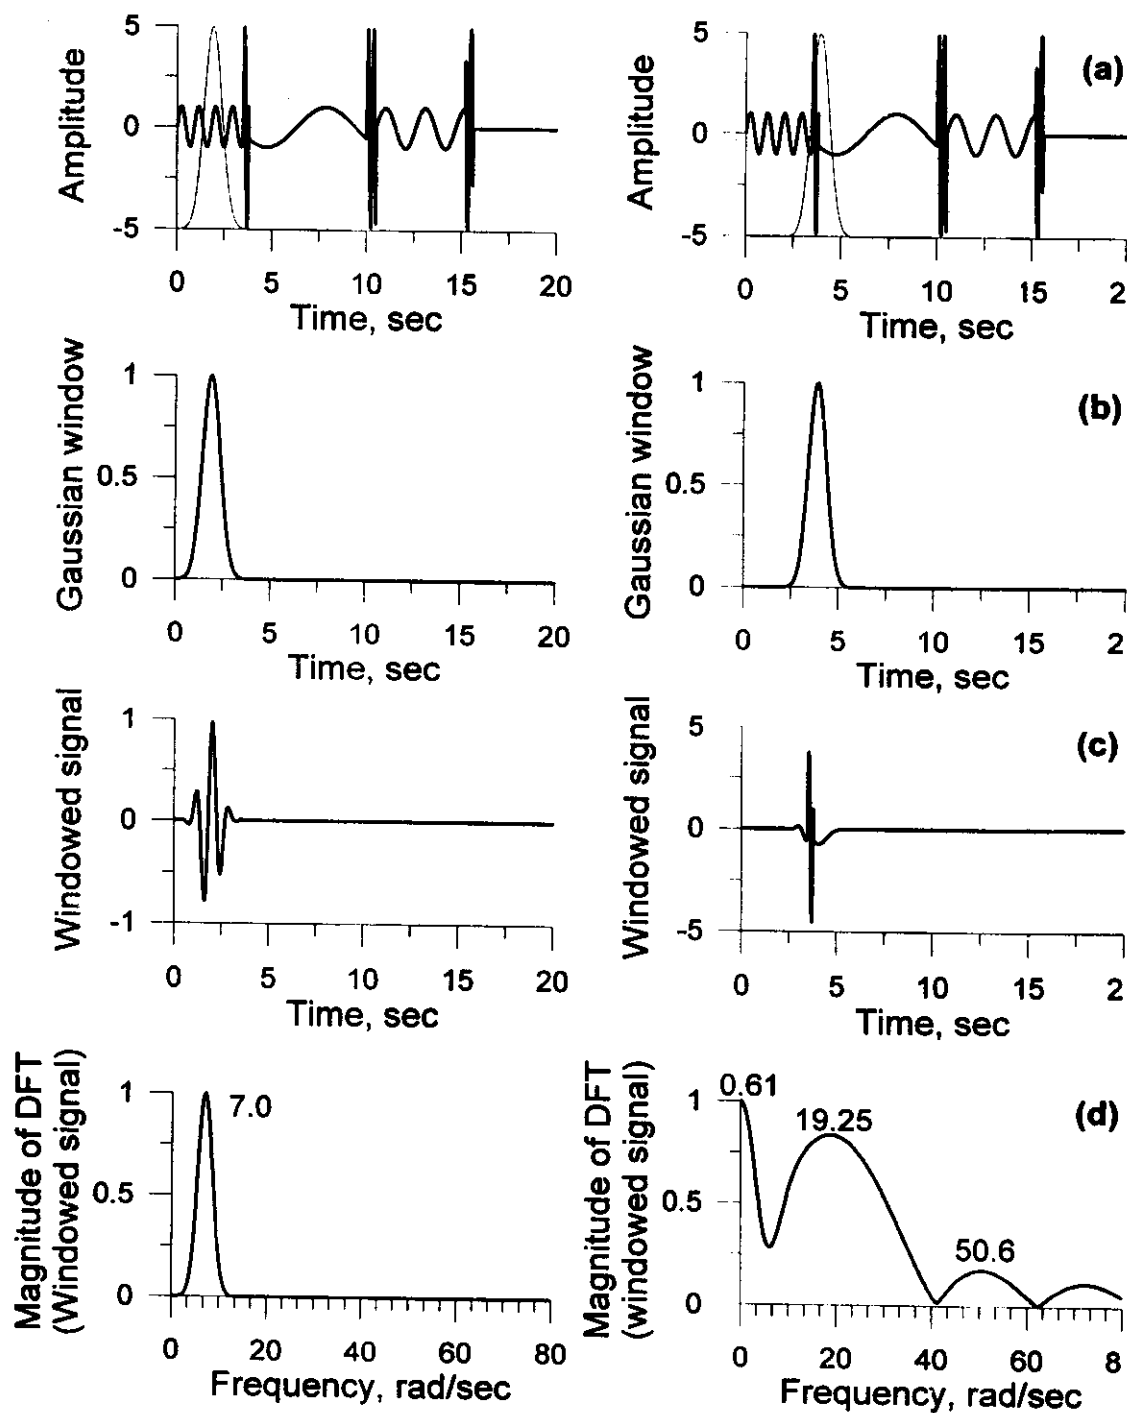 5
0
-5
Amplitude
0 5 10 15 20
Time, sec
5
0
-5
Amplitude
(a)
0 5 10 15 2
Time, sec
1
0.5
0
Gaussian window
0 5 10 15 20
Time, sec
1
0.5
0
Gaussian window
(b)
0 5 10 15 2
Time, sec
1
0
-1
Windowed signal
0 5 10 15 20
Time, sec
5
0
-5
Windowed signal
(c)
0 5 10 15 2
Time, sec
1
0.5
0
Magnitude of DFT
(Windowed signal)
7.0
0 20 40 60 80
Frequency, rad/sec
1
0.5
0
Magnitude of DFT
(windowed signal)
0.61
19.25
50.6
(d)
0 20 40 60 8
Frequency, rad/sec